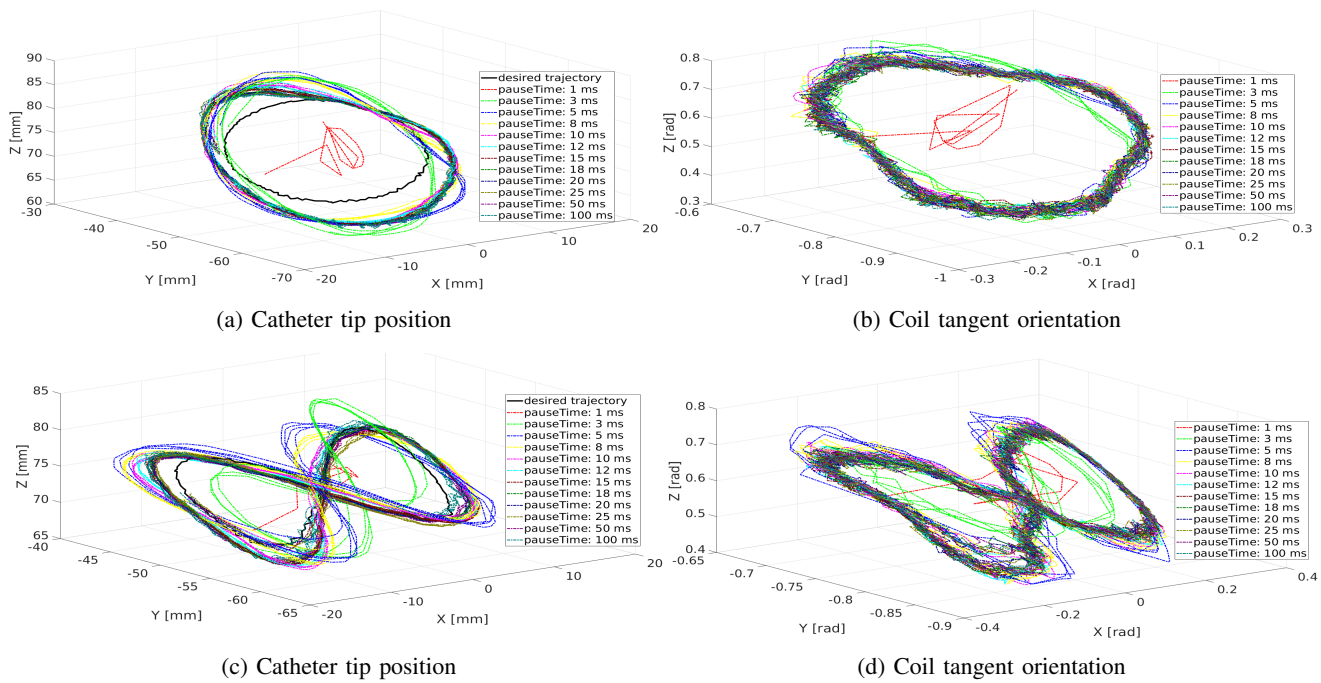 90
85
80
75
70
65
60
Z [mm]
-30
-40
-50
-60
-70
Y [mm]
-20
-10
0
10
20
X [mm]
desired trajectory
pauseTime: 1 ms
pauseTime: 3 ms
pauseTime: 5 ms
pauseTime: 8 ms
pauseTime: 10 ms
pauseTime: 12 ms
pauseTime: 15 ms
pauseTime: 18 ms
pauseTime: 20 ms
pauseTime: 25 ms
pauseTime: 50 ms
pauseTime: 100 ms
(a) Catheter tip position
0.8
0.7
0.6
0.5
0.4
0.3
Z [rad]
-0.6
-0.7
-0.8
-0.9
-1
Y [rad]
-0.3
-0.2
-0.1
0
0.1
0.2
0.3
X [rad]
pauseTime: 1 ms
pauseTime: 3 ms
pauseTime: 5 ms
pauseTime: 8 ms
pauseTime: 10 ms
pauseTime: 12 ms
pauseTime: 15 ms
pauseTime: 18 ms
pauseTime: 20 ms
pauseTime: 25 ms
pauseTime: 50 ms
pauseTime: 100 ms
(b) Coil tangent orientation
85
80
75
70
65
Z [mm]
-40
-45
-50
-55
-60
-65
Y [mm]
-20
-10
0
10
20
X [mm]
desired trajectory
pauseTime: 1 ms
pauseTime: 3 ms
pauseTime: 5 ms
pauseTime: 8 ms
pauseTime: 10 ms
pauseTime: 12 ms
pauseTime: 15 ms
pauseTime: 18 ms
pauseTime: 20 ms
pauseTime: 25 ms
pauseTime: 50 ms
pauseTime: 100 ms
(c) Catheter tip position
0.8
0.7
0.6
0.5
0.4
Z [rad]
-0.65
-0.7
-0.75
-0.8
-0.85
-0.9
Y [rad]
-0.4
-0.2
0
0.2
0.4
X [rad]
pauseTime: 1 ms
pauseTime: 3 ms
pauseTime: 5 ms
pauseTime: 8 ms
pauseTime: 10 ms
pauseTime: 12 ms
pauseTime: 15 ms
pauseTime: 18 ms
pauseTime: 20 ms
pauseTime: 25 ms
pauseTime: 50 ms
pauseTime: 100 ms
(d) Coil tangent orientation